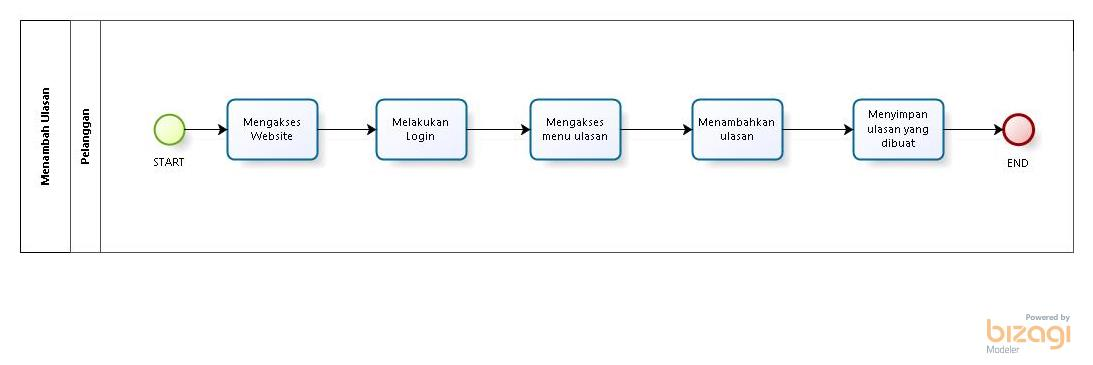 Menambah Ulasan
Pelanggan
START
Mengakses
Website
Melakukan
Login
Mengakses
menu ulasan
Menambahkan
ulasan
Menyimpan
ulasan yang
dibuat
END
Powered by
bizagi
Modeler